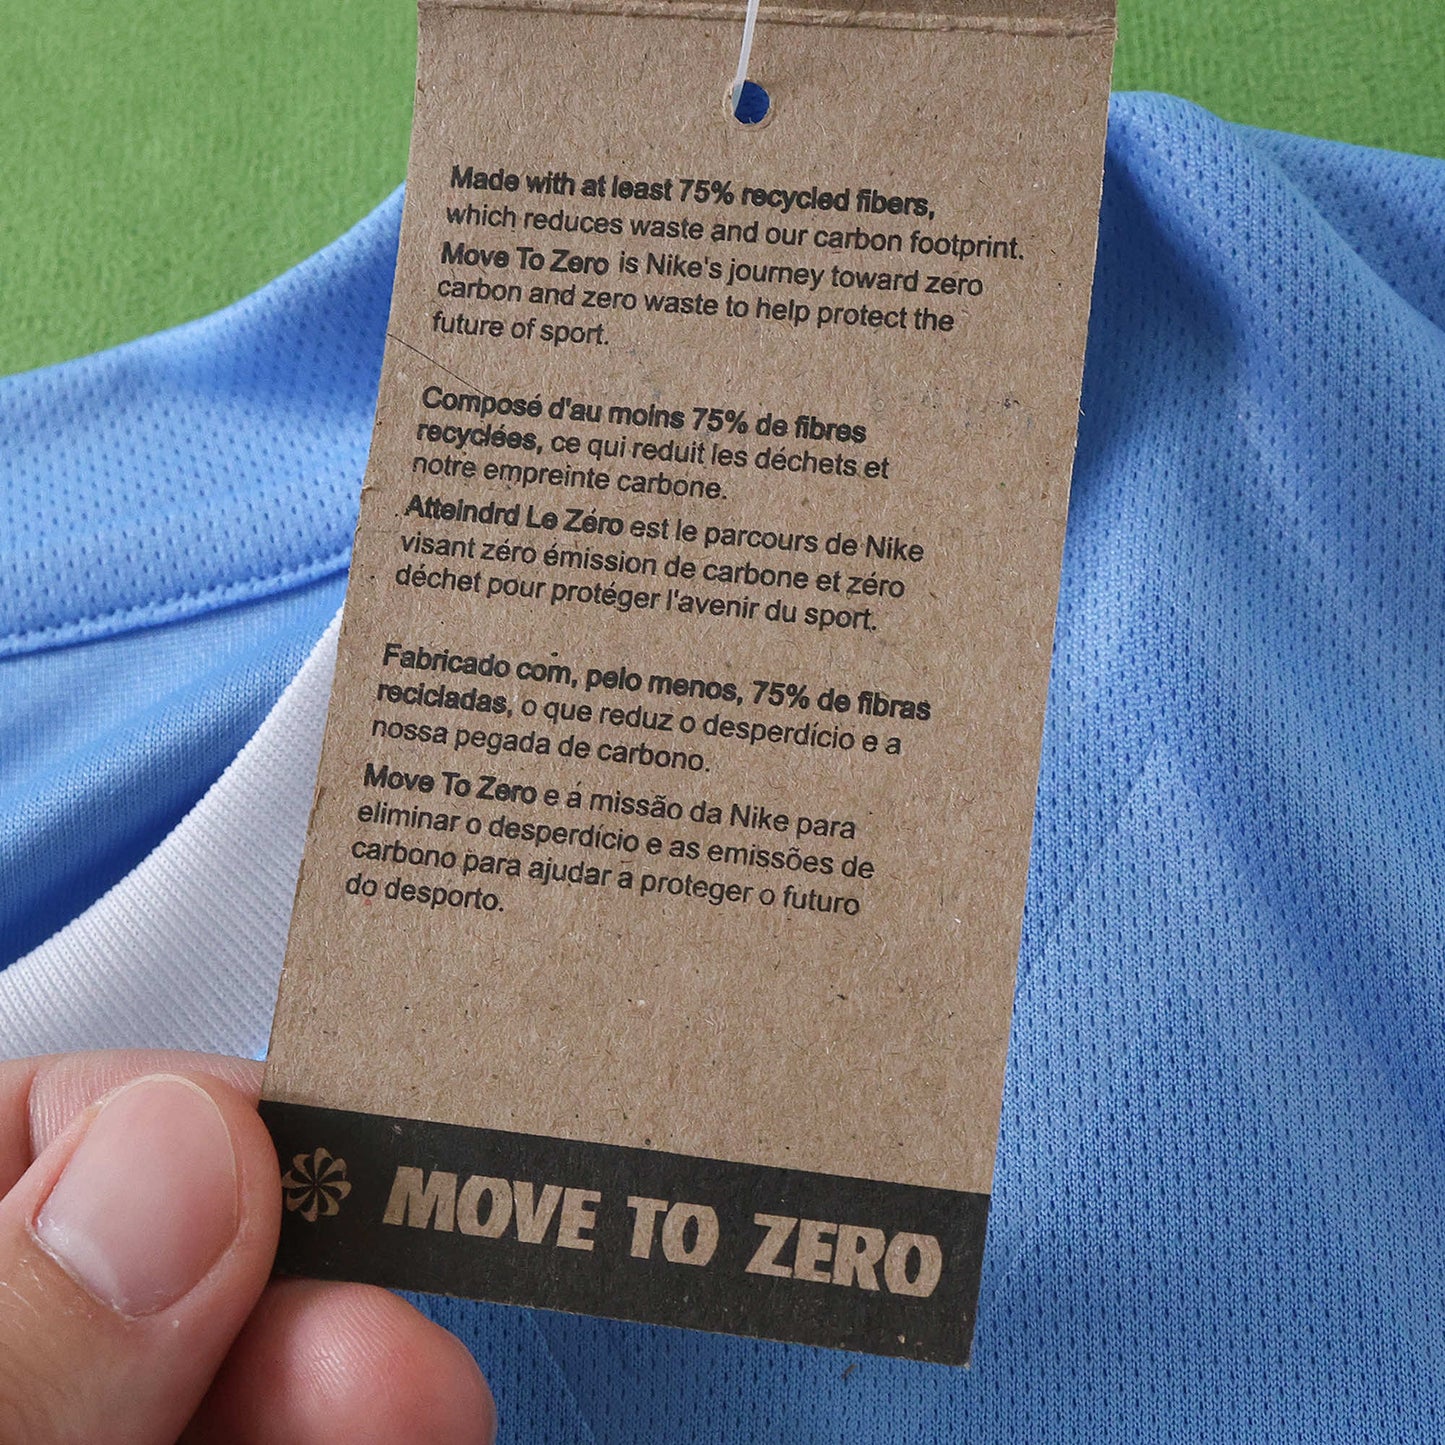 Made with at least 75% recycled fibers,
which reduces waste and our carbon footprint.
Move To Zero is Nike's journey toward zero
carbon and zero waste to help protect the
future of sport.
Composé d'au moins 75% de fibres
recyclées, ce qui reduit les déchets et
notre empreinte carbone.
Atteindrd Le Zéro est le parcours de Nike
visant zéro émission de carbone et zéro
déchet pour protéger l'avenir du sport.
Fabricado com, pelo menos, 75% de fibras
recicladas, o que reduz o desperdício e a
nossa pegada de carbono.
Move To Zero e á missão da Nike para
eliminar o desperdício e as emissões de
carbono para ajudar a proteger o futuro
do desporto.
MOVE TO ZERO